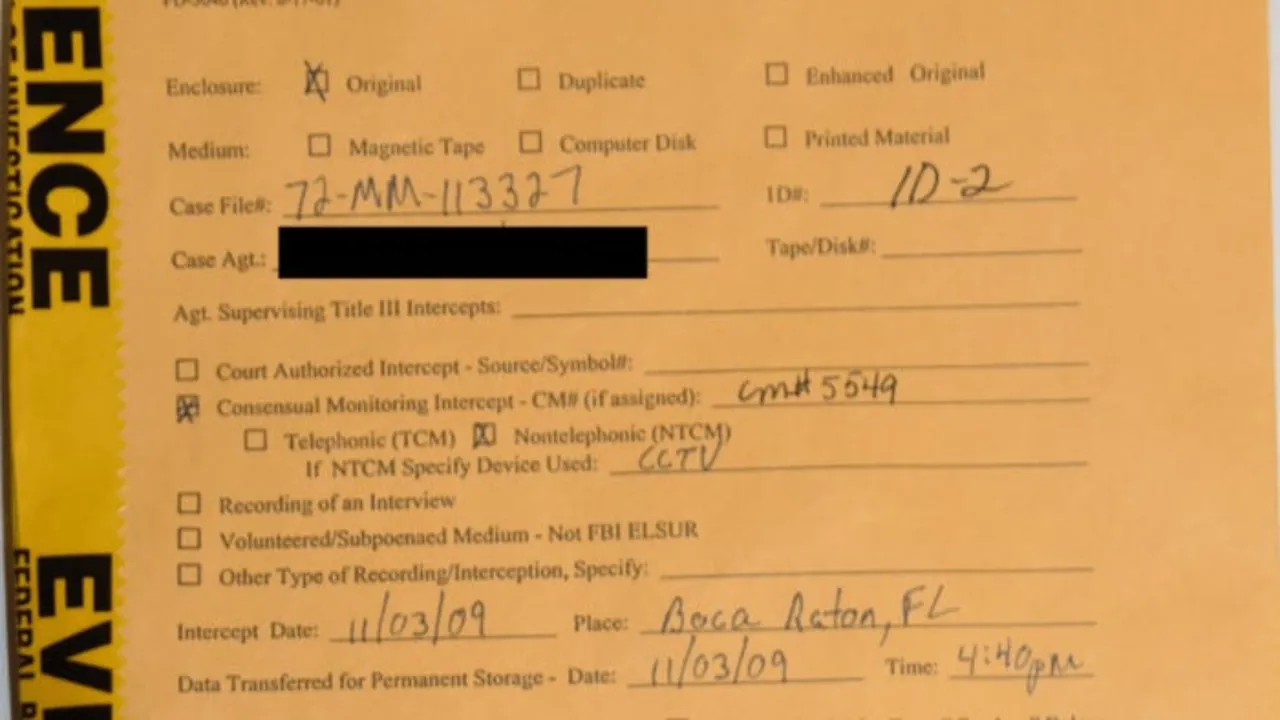 Enclosure: Original Duplicate Enhanced Original
Medium: Magnetic Tape Computer Disk Printed Material
Case File#: 72-MM-113327 ID#: 1D-2
Case Agt.: Tape/Disk#:
Agt. Supervising Title III Intercepts:
Court Authorized Intercept - Source/Symbol#:
Consensual Monitoring Intercept - CM# (if assigned): CM# 5549
Telephonic (TCM) Nontelephonic (NTCM)
If NTCM Specify Device Used: CCTV
Recording of an Interview
Volunteered/Subpoenaed Medium - Not FBI ELSUR
Other Type of Recording/Interception, Specify:
Intercept Date: 11/03/09 Place: Boca Raton, FL
Data Transferred for Permanent Storage - Date: 11/03/09 Time: 4:40pm
ENCE
EVI
FEDERAL